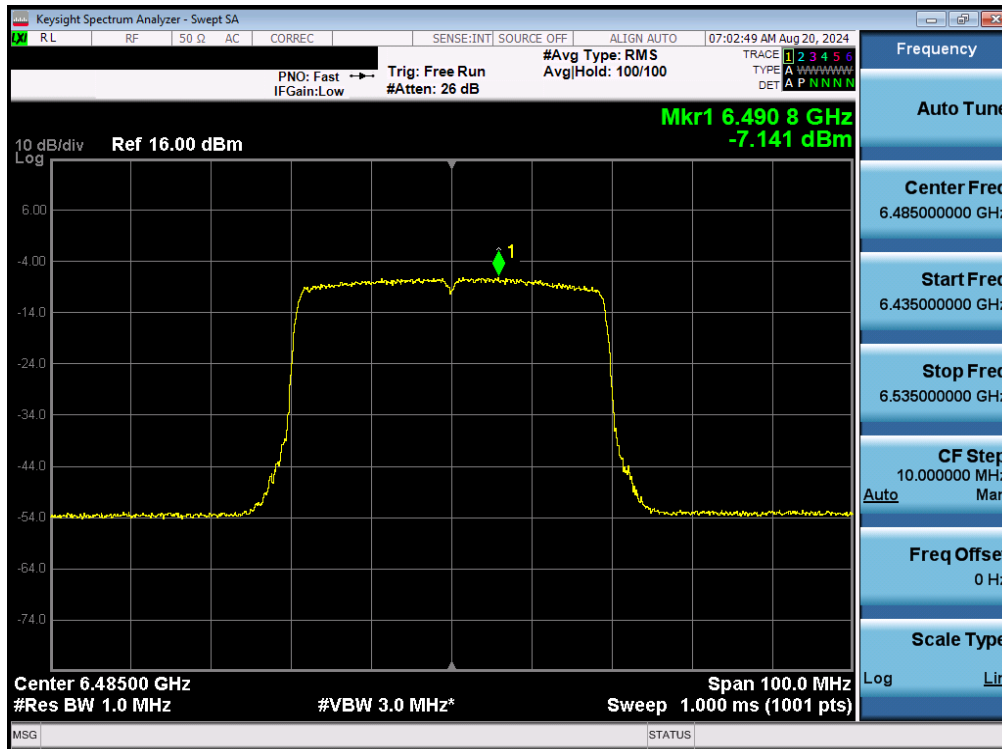 Keysight Spectrum Analyzer - Swept SA
LXI RL RF 50 Ω AC CORREC SENSE:INT SOURCE OFF ALIGN AUTO 07:02:49 AM Aug 20, 2024
PNO: Fast
IFGain:Low
Trig: Free Run
#Atten: 26 dB
#Avg Type: RMS
Avg|Hold: 100/100
TRACE 1 2 3 4 5 6
TYPE A WWWWW
DET A P N N N N
Mkr1 6.490 8 GHz
-7.141 dBm
10 dB/div
Log
Ref 16.00 dBm
1
6.00
-4.00
-14.0
-24.0
-34.0
-44.0
-54.0
-64.0
-74.0
Center 6.48500 GHz
Span 100.0 MHz
#Res BW 1.0 MHz
#VBW 3.0 MHz*
Sweep 1.000 ms (1001 pts)
MSG
STATUS
Frequency
Auto Tune
Center Freq
6.485000000 GHz
Start Freq
6.435000000 GHz
Stop Freq
6.535000000 GHz
CF Step
10.000000 MHz
Auto Man
Freq Offset
0 Hz
Scale Type
Log Lin